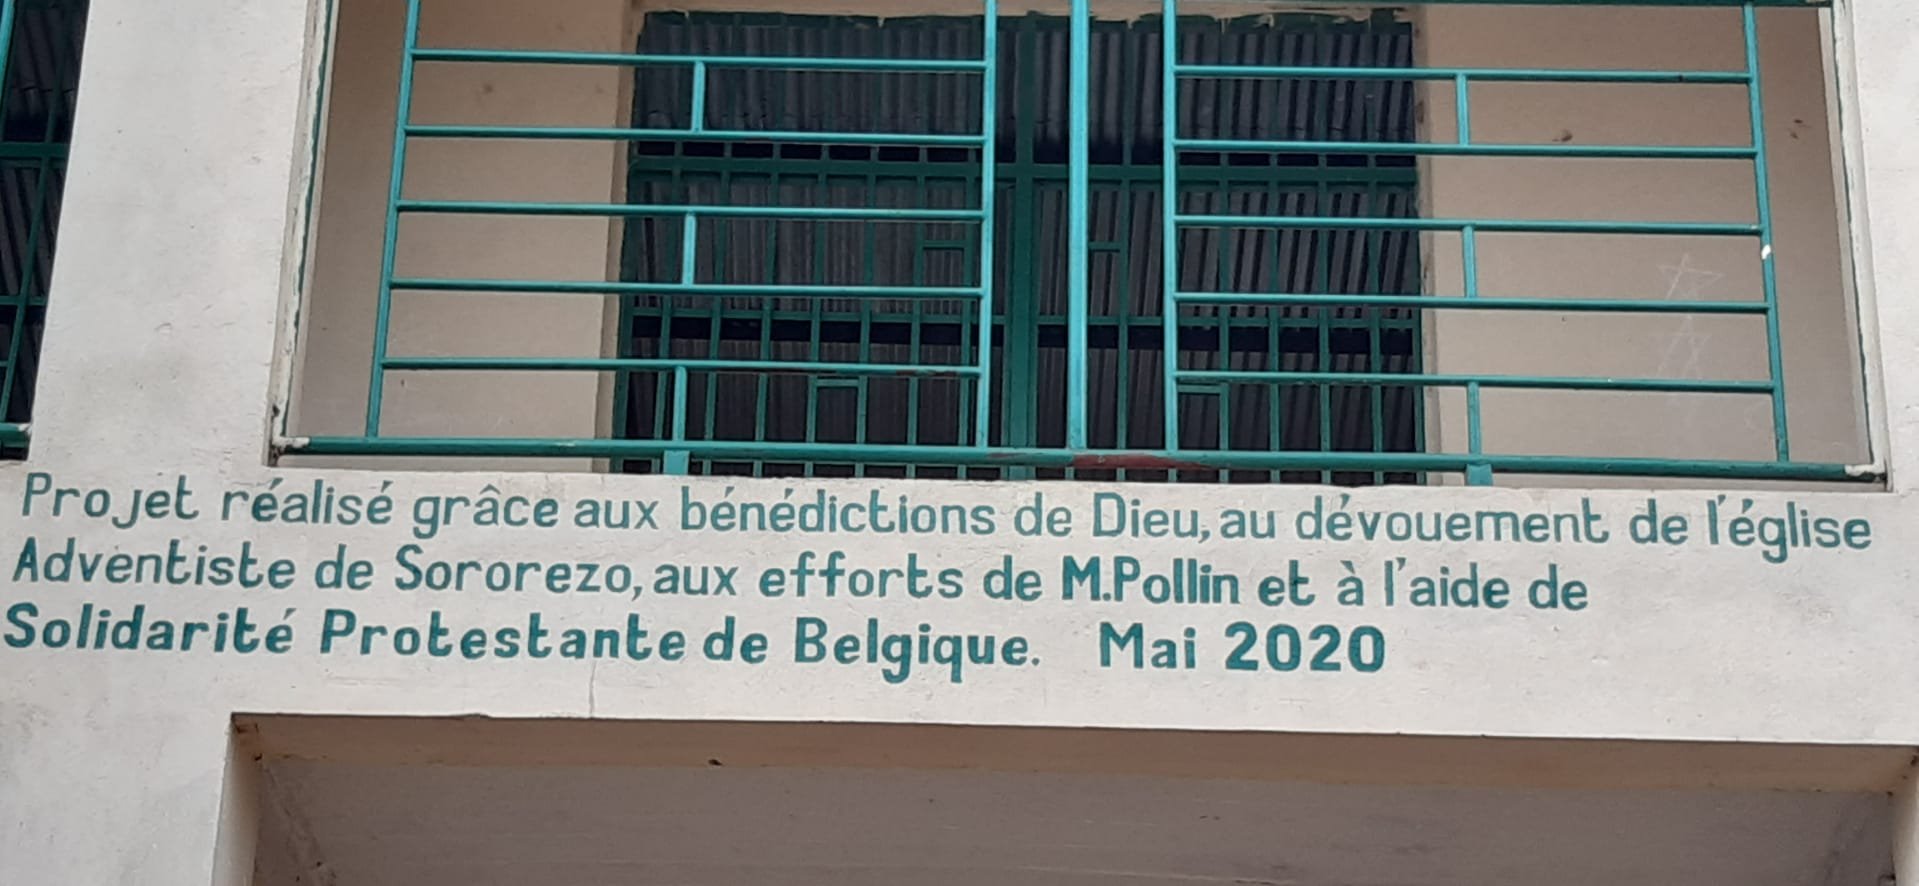 Projet réalisé grâce aux bénédictions de Dieu, au dévouement de l'église
Adventiste de Sororezo, aux efforts de M.Pollin et à l'aide de
Solidarité Protestante de Belgique. Mai 2020